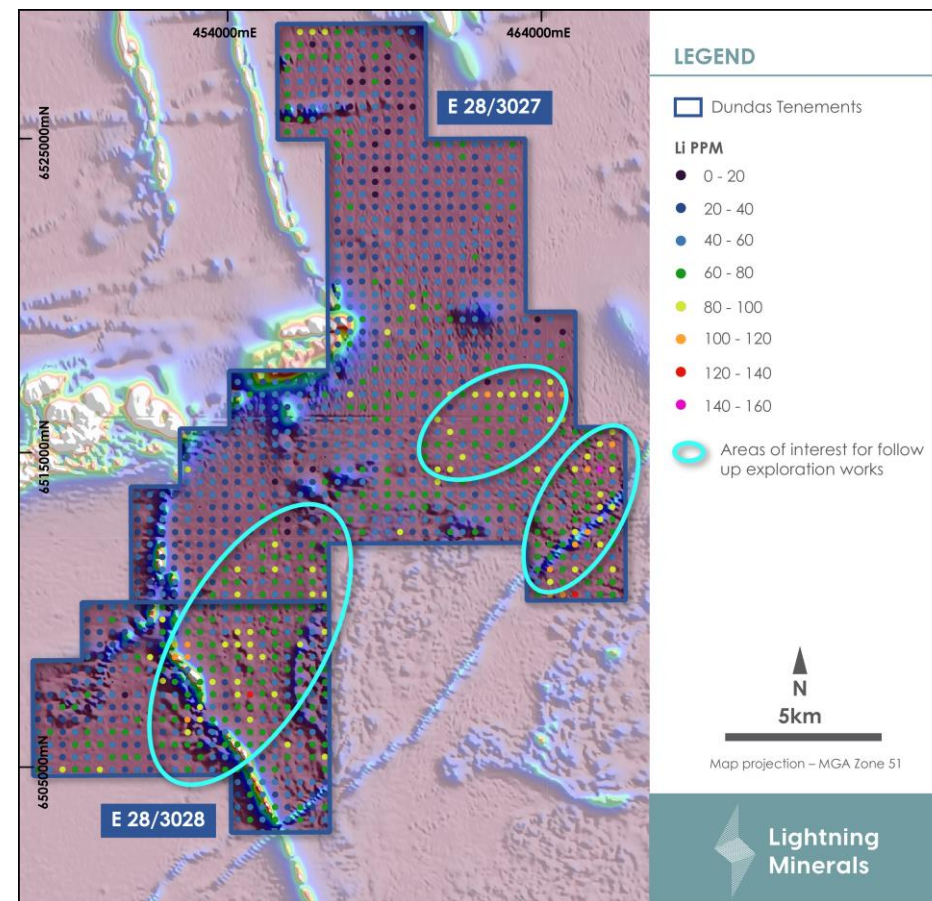 454000mE
464000mE
E 28/3027
6525000mN
6515000mN
6505000mN
E 28/3028
LEGEND
Dundas Tenements
Li PPM
0 - 20
20 - 40
40 - 60
60 - 80
80 - 100
100 - 120
120 - 140
140 - 160
Areas of interest for follow
up exploration works
N
5km
Map projection – MGA Zone 51
Lightning
Minerals